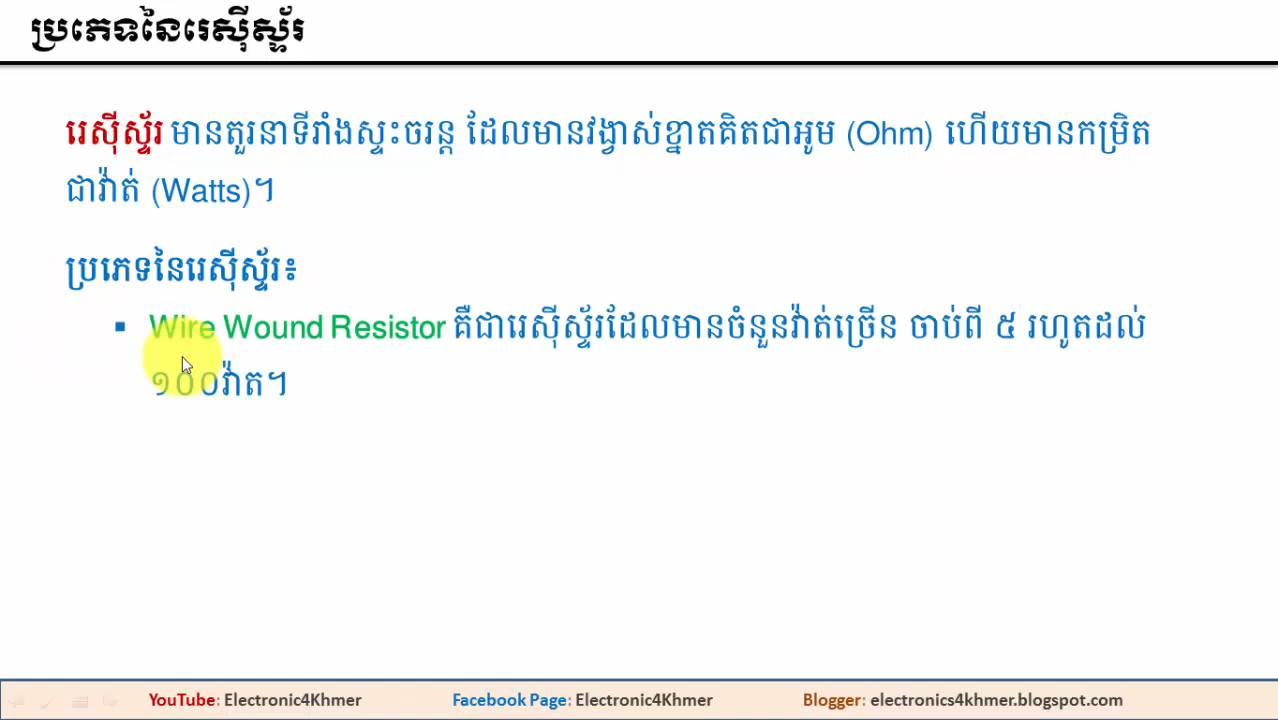 ប្រភេទនៃរេស៊ីស្ទ័រ
រេស៊ីស្ទ័រ មានតួរនាទីរាំងស្ទះចរន្ត ដែលមានរង្វាស់ខ្នាតគិតជាអូម (Ohm) ហើយមានកម្រិត
ជាវ៉ាត់ (Watts)។
ប្រភេទនៃរេស៊ីស្ទ័រ៖
▪ Wire Wound Resistor គឺជារេស៊ីស្ទ័រដែលមានចំនួនវ៉ាត់ច្រើន ចាប់ពី ៥ រហូតដល់
១០០វ៉ាត។
YouTube: Electronic4Khmer Facebook Page: Electronic4Khmer Blogger: electronics4khmer.blogspot.com